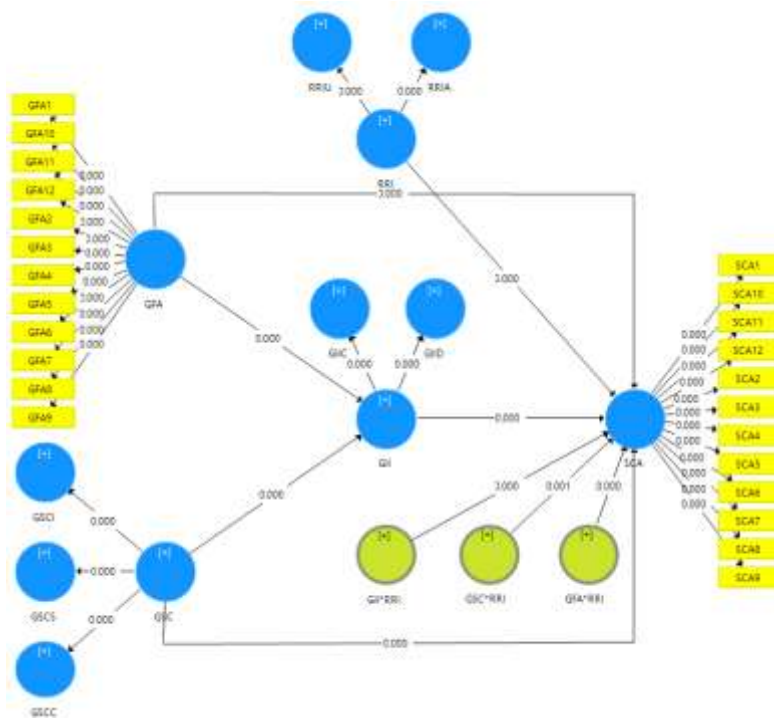 [+]
[+]
RRIU
RRIA
0.000
0.000
[+]
RRI
GFA1
GFA10
GFA11
GFA12
GFA2
GFA3
GFA4
GFA5
GFA6
GFA7
GFA8
GFA9
0.000
0.000
0.000
0.000
0.000
0.000
0.000
0.000
0.000
0.000
GFA
0.000
0.000
0.000
[+]
[+]
GIIC
GIID
0.000
0.000
[+]
GII
0.000
SCA
SCA1
SCA10
SCA11
SCA12
SCA2
SCA3
SCA4
SCA5
SCA6
SCA7
SCA8
SCA9
0.000
0.000
0.000
0.000
0.000
0.000
0.000
0.000
0.000
0.000
0.000
[+]
GSCI
[+]
GSCS
[+]
GSCC
0.000
0.000
0.000
[+]
GSC
0.000
0.000
0.001
0.000
[+]
[+]
[+]
GII*RRI
GSC*RRI
GFA*RRI
0.000